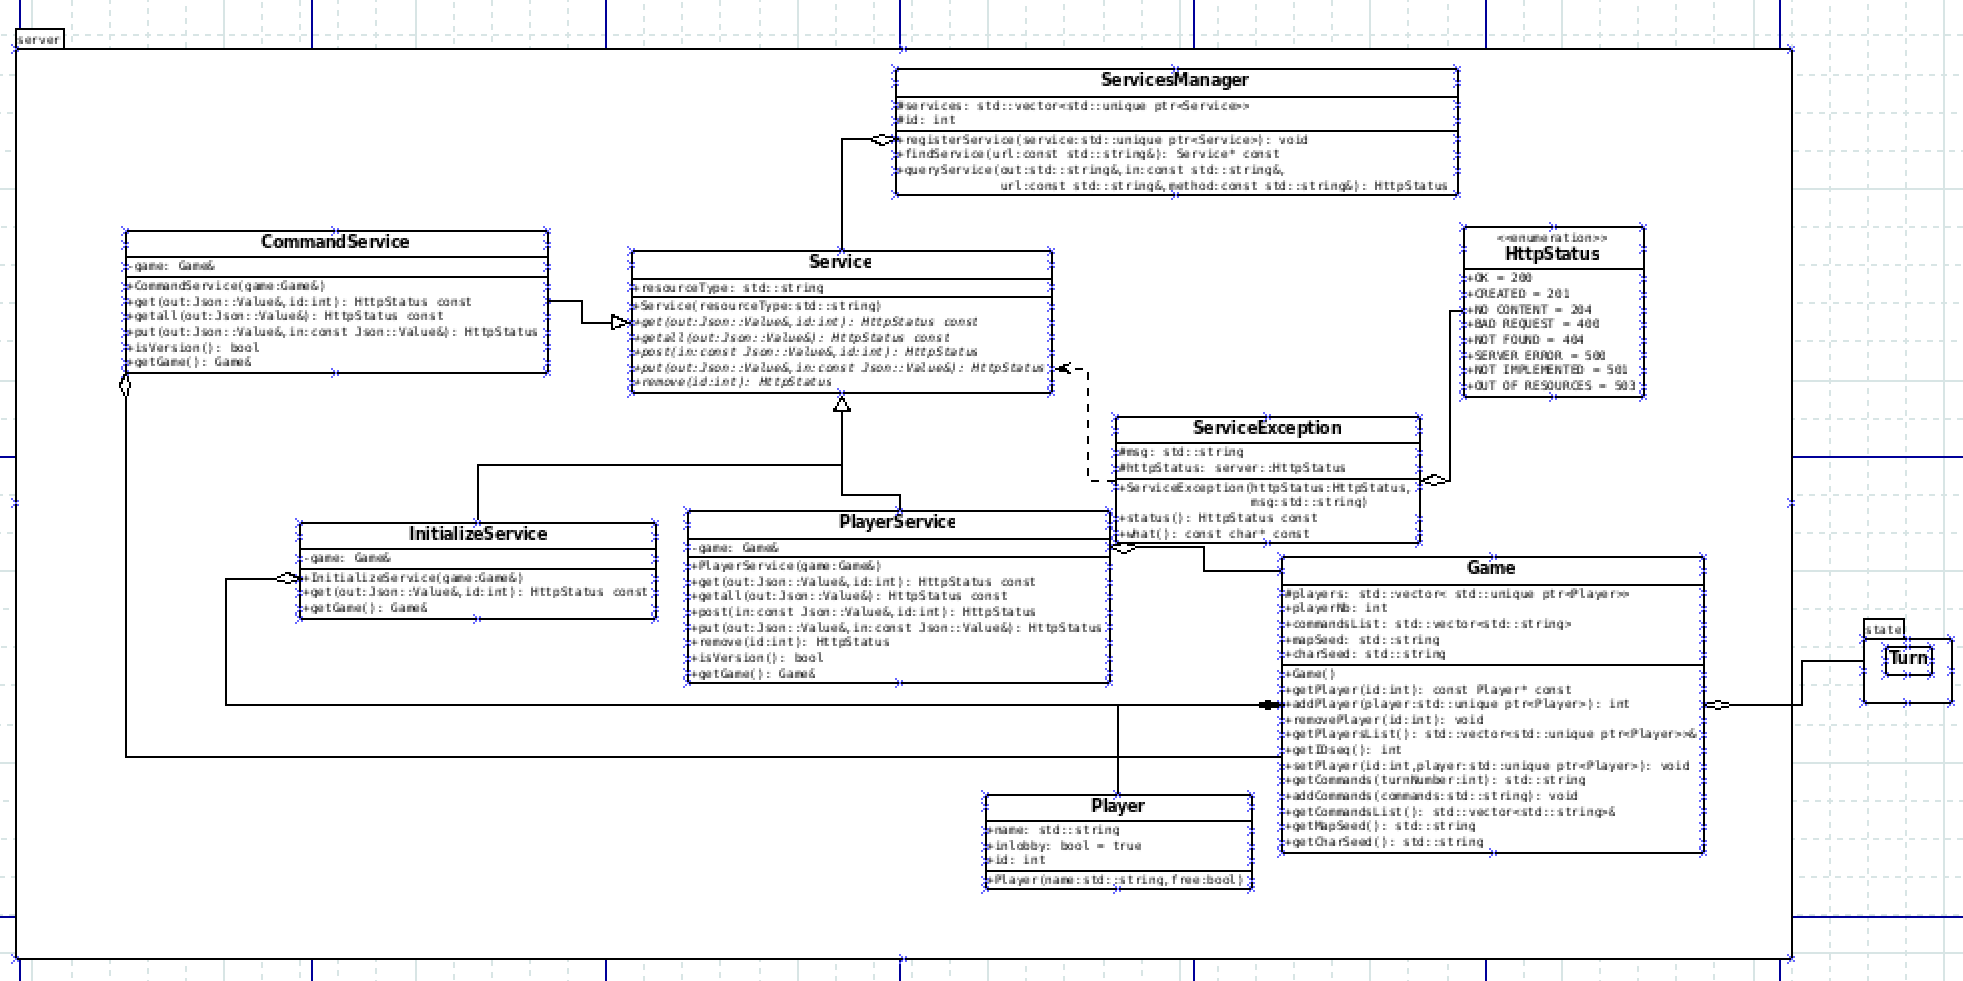 server
ServicesManager
#services: std::vector<std::unique ptr<Service>>
#id: int
+registerService(service:std::unique ptr<Service>): void
+findService(url:const std::string&): Service* const
+queryService(out:std::string&,in:const std::string&,
url:const std::string&,method:const std::string&): HttpStatus
CommandService
-game: Game&
+CommandService(game:Game&)
+get(out:Json::Value&,id:int): HttpStatus const
+getall(out:Json::Value&): HttpStatus const
+put(out:Json::Value&,in:const Json::Value&): HttpStatus
+isVersion(): bool
+getGame(): Game&
Service
+resourceType: std::string
+Service(resourceType:std::string)
+get(out:Json::Value&,id:int): HttpStatus const
+getall(out:Json::Value&): HttpStatus const
+post(in:const Json::Value&,id:int): HttpStatus
+put(out:Json::Value&,in:const Json::Value&): HttpStatus
+remove(id:int): HttpStatus
<<enumeration>>
HttpStatus
+OK = 200
+CREATED = 201
+NO CONTENT = 204
+BAD REQUEST = 400
+NOT FOUND = 404
+SERVER ERROR = 500
+NOT IMPLEMENTED = 501
+OUT OF RESOURCES = 503
ServiceException
#msg: std::string
#httpStatus: server::HttpStatus
+ServiceException(httpStatus:HttpStatus,
msg:std::string)
+status(): HttpStatus const
+what(): const char* const
InitializeService
-game: Game&
+InitializeService(game:Game&)
+get(out:Json::Value&,id:int): HttpStatus const
+getGame(): Game&
PlayerService
-game: Game&
+PlayerService(game:Game&)
+get(out:Json::Value&,id:int): HttpStatus const
+getall(out:Json::Value&): HttpStatus const
+post(in:const Json::Value&,id:int): HttpStatus
+put(out:Json::Value&,in:const Json::Value&): HttpStatus
+remove(id:int): HttpStatus
+isVersion(): bool
+getGame(): Game&
Game
#players: std::vector< std::unique ptr<Player>>
+playerNb: int
+commandsList: std::vector<std::string>
+mapSeed: std::string
+charSeed: std::string
+Game()
+getPlayer(id:int): const Player* const
+addPlayer(player:std::unique ptr<Player>): int
+removePlayer(id:int): void
+getPlayersList(): std::vector<std::unique ptr<Player>>&
+getIDseq(): int
+setPlayer(id:int,player:std::unique ptr<Player>): void
+getCommands(turnNumber:int): std::string
+addCommands(commands:std::string): void
+getCommandsList(): std::vector<std::string>&
+getMapSeed(): std::string
+getCharSeed(): std::string
state
Turn
Player
+name: std::string
+inlobby: bool = true
+id: int
+Player(name:std::string,free:bool)